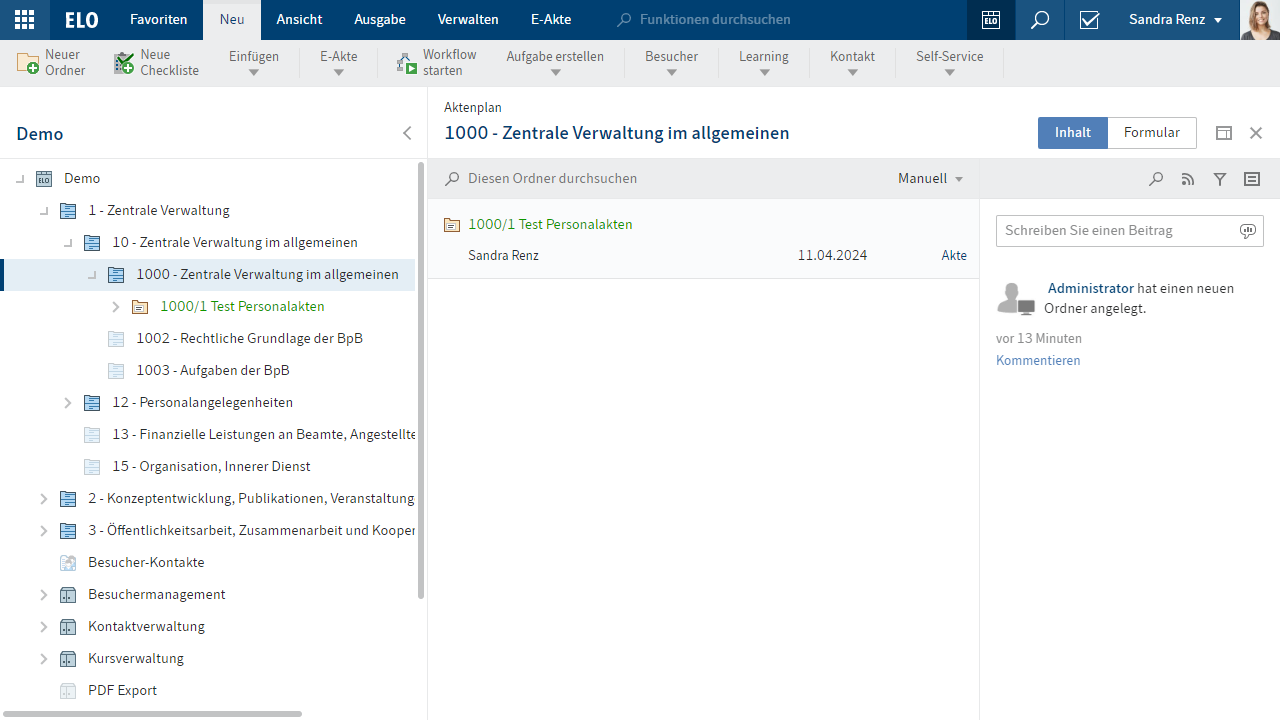 ELO Favoriten Neu Ansicht Ausgabe Verwalten E-Akte Funktionen durchsuchen ELO Sandra Renz
Neuer Ordner
Neue Checkliste
Einfügen
E-Akte
Workflow starten
Aufgabe erstellen
Besucher
Learning
Kontakt
Self-Service
Demo
Aktenplan
1000 - Zentrale Verwaltung im allgemeinen
Inhalt
Formular
ELO Demo
1 - Zentrale Verwaltung
10 - Zentrale Verwaltung im allgemeinen
1000 - Zentrale Verwaltung im allgemeinen
1000/1 Test Personalakten
1002 - Rechtliche Grundlage der BpB
1003 - Aufgaben der BpB
12 - Personalangelegenheiten
13 - Finanzielle Leistungen an Beamte, Angestellte
15 - Organisation, Innerer Dienst
2 - Konzeptentwicklung, Publikationen, Veranstaltung
3 - Öffentlichkeitsarbeit, Zusammenarbeit und Kooper
Besucher-Kontakte
Besuchermanagement
Kontaktverwaltung
Kursverwaltung
PDF Export
Diesen Ordner durchsuchen
Manuell
1000/1 Test Personalakten
Sandra Renz 11.04.2024 Akte
Schreiben Sie einen Beitrag
Administrator hat einen neuen
Ordner angelegt.
vor 13 Minuten
Kommentieren